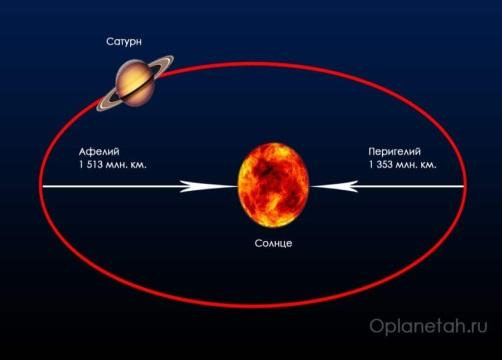 Сатурн
Афелий
1 513 млн. км.
Перигелий
1 353 млн. км.
Солнце
Oplanetah.ru